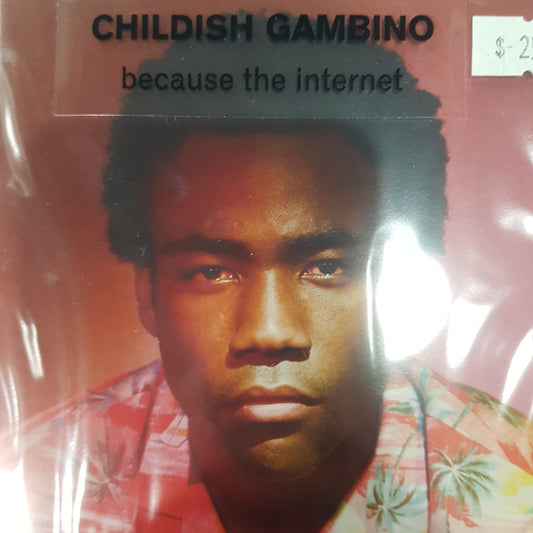 CHILDISH GAMBINO
because the internet